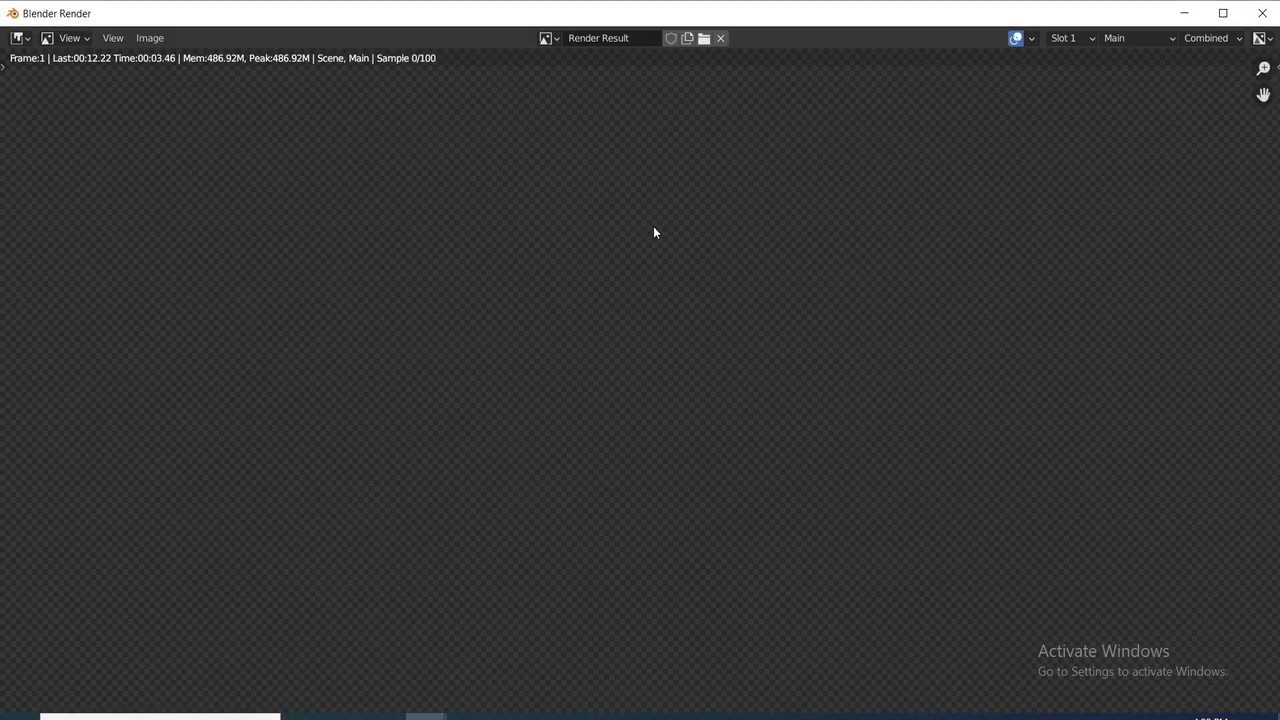 Blender Render
View View Image Render Result Slot 1 Main Combined
Frame:1 | Last:00:12.22 Time:00:03.46 | Mem:486.92M, Peak:486.92M | Scene, Main | Sample 0/100
Activate Windows
Go to Settings to activate Windows.